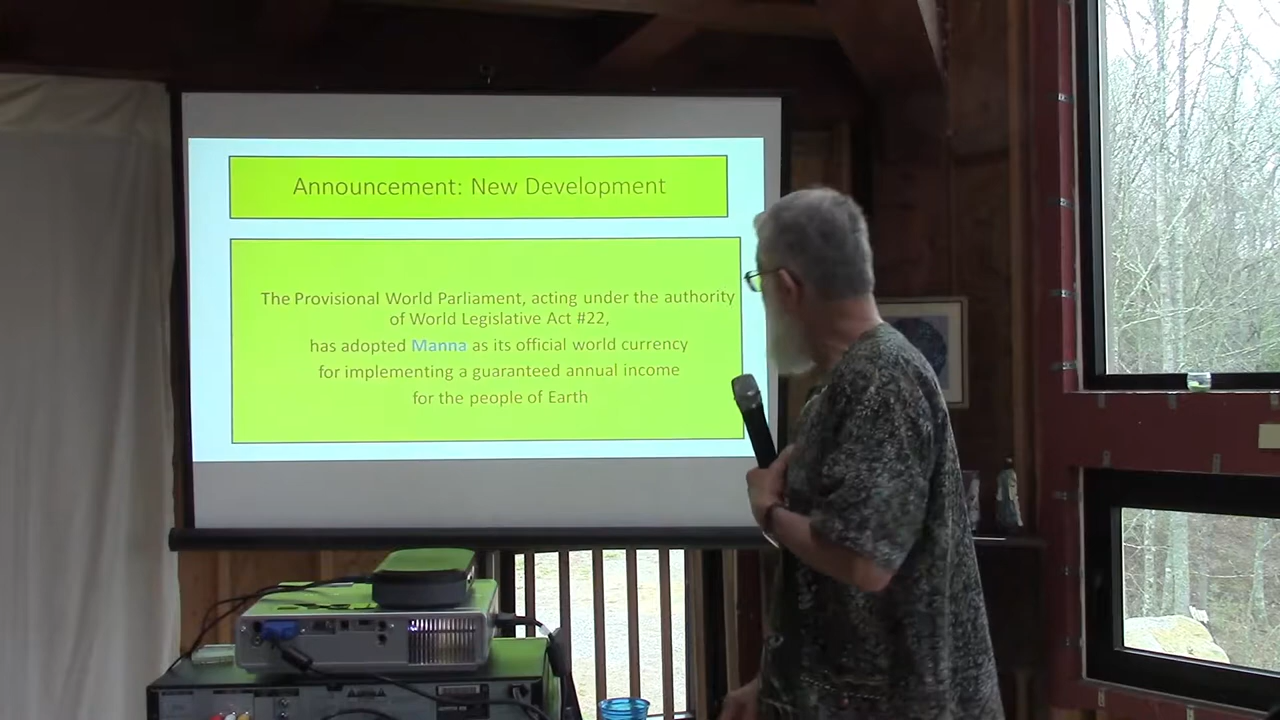 Announcement: New Development
The Provisional World Parliament, acting under the authority
of World Legislative Act #22,
has adopted Manna as its official world currency
for implementing a guaranteed annual income
for the people of Earth